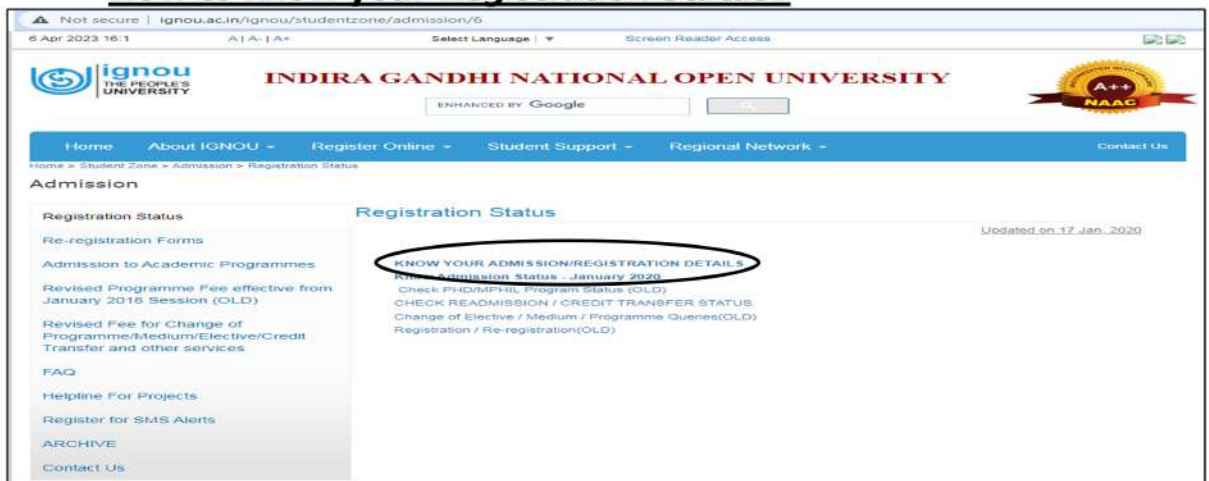 Not secure | ignou.ac.in/ignou/studentzone/admission/6
6 Apr 2023 16:1 A | A- | A+ Select Language ▼ Screen Reader Access
ignou
THE PEOPLE'S
UNIVERSITY
INDIRA GANDHI NATIONAL OPEN UNIVERSITY
ENHANCED BY Google
A++
NAAC
Home About IGNOU Register Online Student Support Regional Network Contact Us
Home > Student Zone > Admission > Registration Status
Admission
Registration Status
Re-registration Forms
Admission to Academic Programmes
Revised Programme Fee effective from
January 2018 Session (OLD)
Revised Fee for Change of
Programme/Medium/Elective/Credit
Transfer and other services
FAQ
Helpline For Projects
Register for SMS Alerts
ARCHIVE
Contact Us
Registration Status
Updated on 17 Jan, 2020
KNOW YOUR ADMISSION/REGISTRATION DETAILS
Know Admission Status - January 2020
Check PHD/MPHIL Program Status (OLD)
CHECK READMISSION / CREDIT TRANSFER STATUS
Change of Elective / Medium / Programme Queries(OLD)
Registration / Re-registration(OLD)